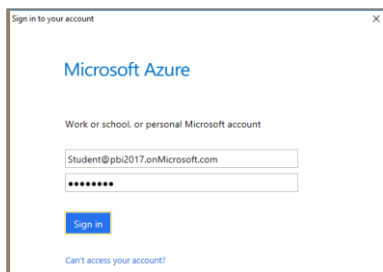 Sign in to your account
Microsoft Azure
Work or school, or personal Microsoft account
Student@pbi2017.onMicrosoft.com
●●●●●●●●
Sign in
Can't access your account?